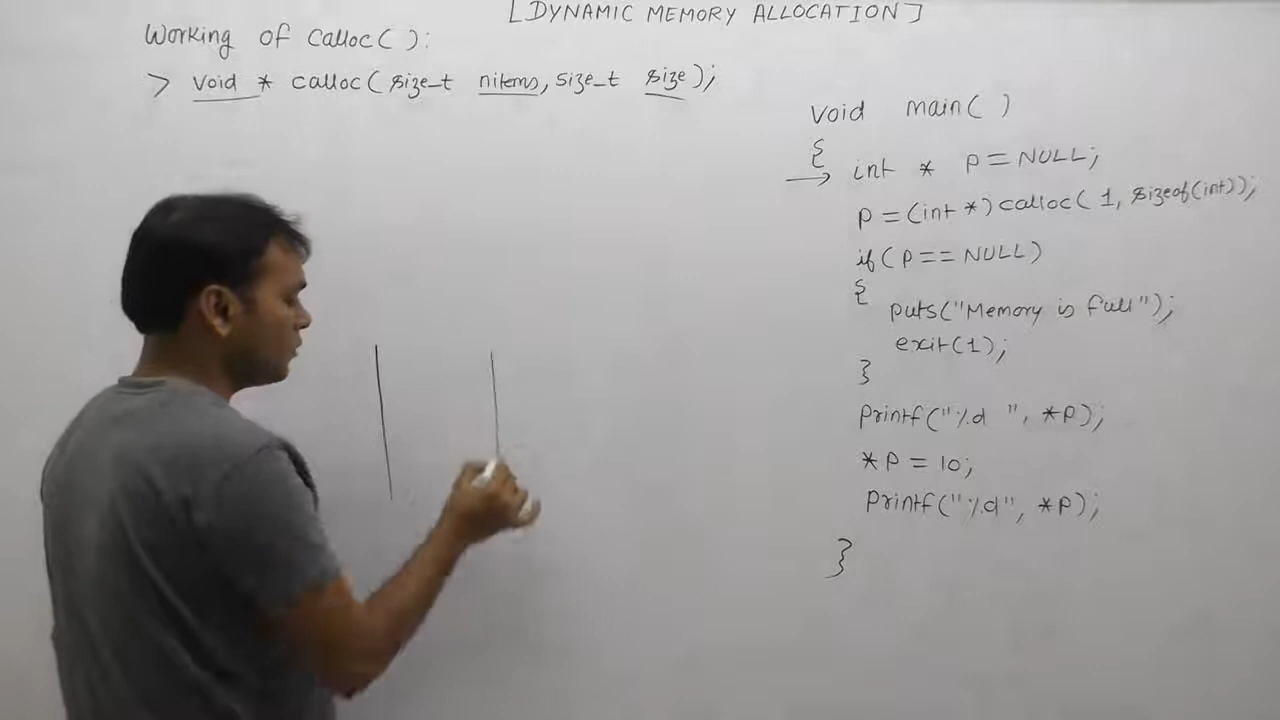 [DYNAMIC MEMORY ALLOCATION]
Working of calloc( ):
> void * calloc(size_t nitems, size_t size);
void main( )
{
→ int * p=NULL;
p=(int *)calloc( 1, sizeof(int));
if( p==NULL)
{
puts("Memory is full");
exit(1);
}
printf("%d ", *p);
*p=10;
printf("%d", *p);
}